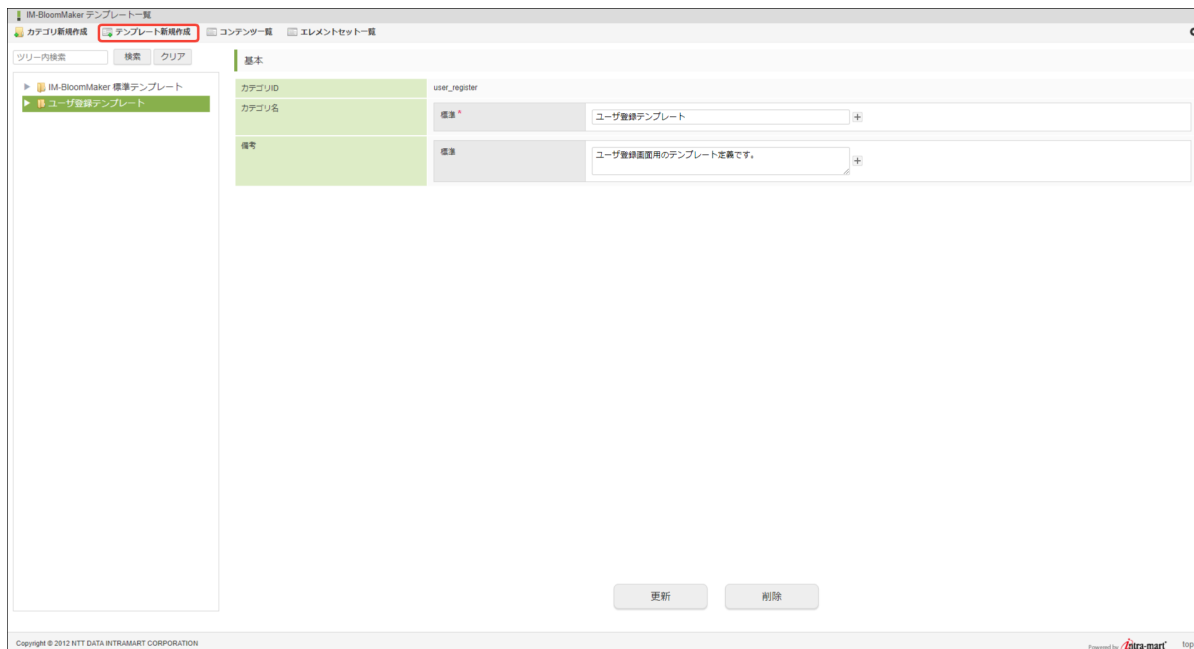 IM-BloomMaker テンプレート一覧
カテゴリ新規作成 テンプレート新規作成 コンテンツ一覧 エレメントセット一覧
ツリー内検索 検索 クリア
IM-BloomMaker 標準テンプレート
ユーザ登録テンプレート
基本
カテゴリID user_register
カテゴリ名 標準 * ユーザ登録テンプレート
備考 標準 ユーザ登録画面用のテンプレート定義です。
更新 削除
Copyright © 2012 NTT DATA INTRAMART CORPORATION
Powered by intra-mart top